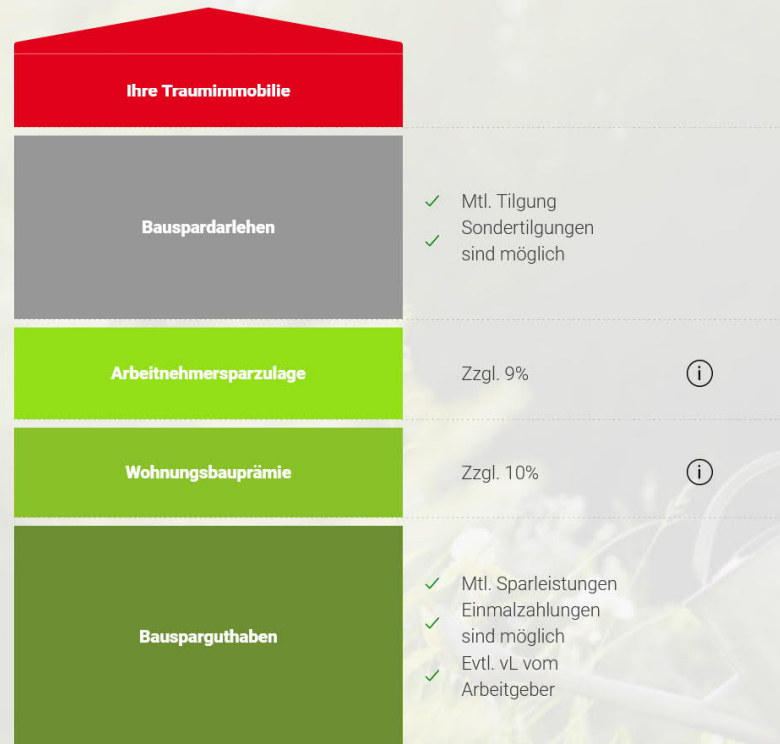 Ihre Traumimmobilie
Bauspardarlehen
Mtl. Tilgung
Sondertilgungen
sind möglich
Arbeitnehmersparzulage
Zzgl. 9%
i
Wohnungsbauprämie
Zzgl. 10%
i
Bausparguthaben
Mtl. Sparleistungen
Einmalzahlungen
sind möglich
Evtl. vL vom
Arbeitgeber